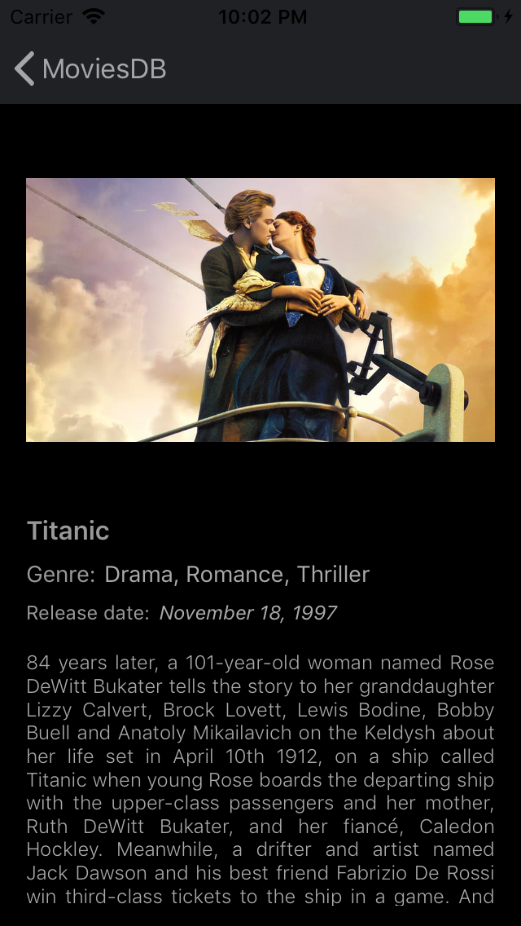 Carrier 10:02 PM
MoviesDB
Titanic
Genre: Drama, Romance, Thriller
Release date: November 18, 1997
84 years later, a 101-year-old woman named Rose
DeWitt Bukater tells the story to her granddaughter
Lizzy Calvert, Brock Lovett, Lewis Bodine, Bobby
Buell and Anatoly Mikailavich on the Keldysh about
her life set in April 10th 1912, on a ship called
Titanic when young Rose boards the departing ship
with the upper-class passengers and her mother,
Ruth DeWitt Bukater, and her fiancé, Caledon
Hockley. Meanwhile, a drifter and artist named
Jack Dawson and his best friend Fabrizio De Rossi
win third-class tickets to the ship in a game. And